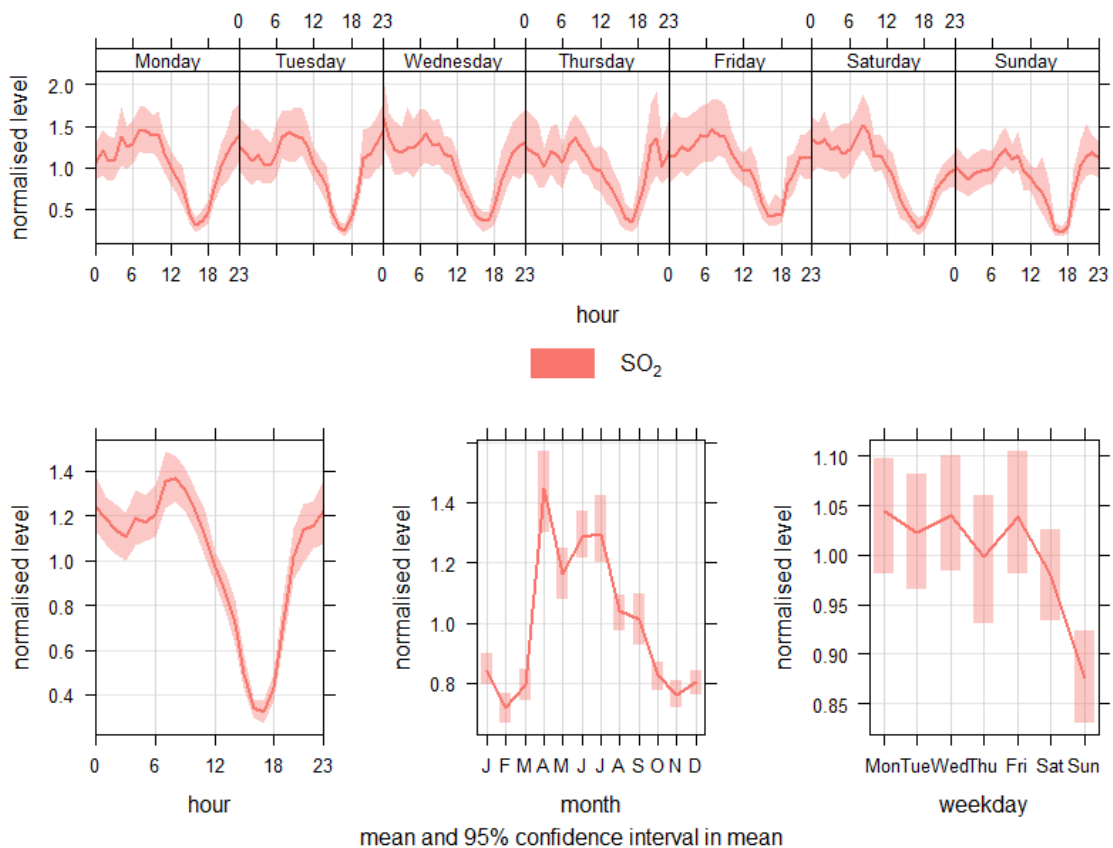 0 6 12 18 23 0 6 12 18 23 0 6 12 18 23
Monday Tuesday Wednesday Thursday Friday Saturday Sunday
2.0
1.5
1.0
0.5
normalised level
0 6 12 18 23 0 6 12 18 23 0 6 12 18 23 0 6 12 18 23
hour
SO2
1.4
1.2
1.0
0.8
0.6
0.4
normalised level
0 6 12 18 23
hour
1.4
1.2
1.0
0.8
normalised level
J F M A M J J A S O N D
month
1.10
1.05
1.00
0.95
0.90
0.85
normalised level
Mon Tue Wed Thu Fri Sat Sun
weekday
mean and 95% confidence interval in mean